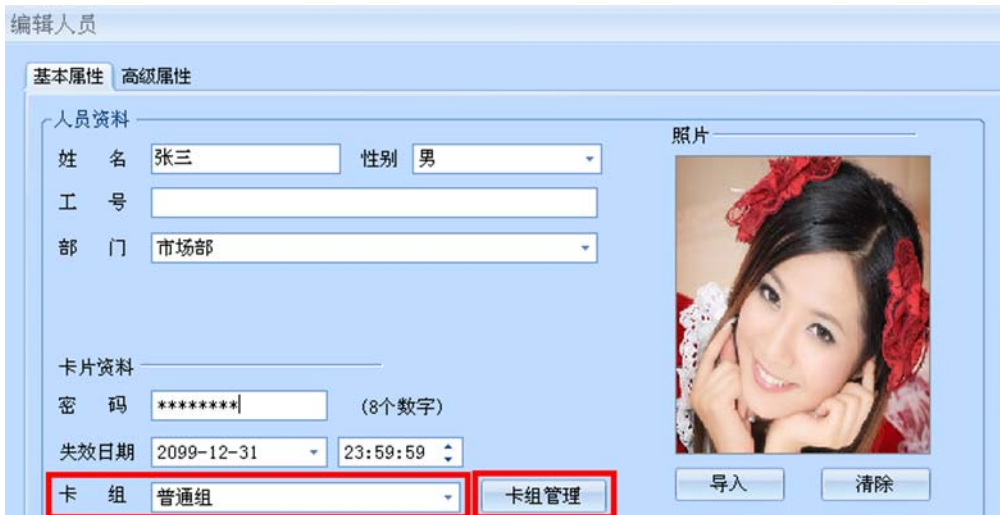 编辑人员
基本属性 高级属性
人员资料
照片
姓 名 张三 性别 男
工 号
部 门 市场部
卡片资料
密 码 ******** (8个数字)
失效日期 2099-12-31 23:59:59
卡 组 普通组 卡组管理 导入 清除